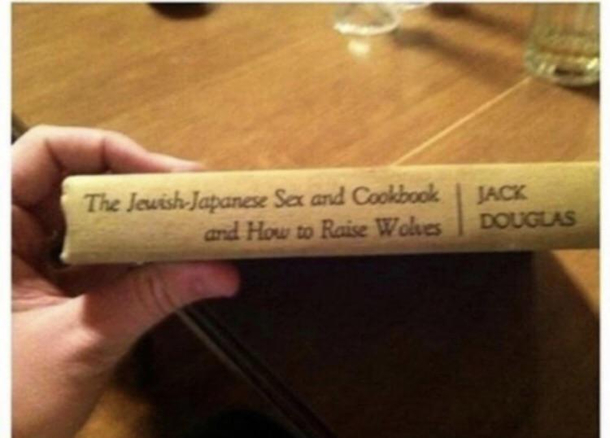 The Jewish-Japanese Sex and Cookbook
and How to Raise Wolves
JACK
DOUGLAS